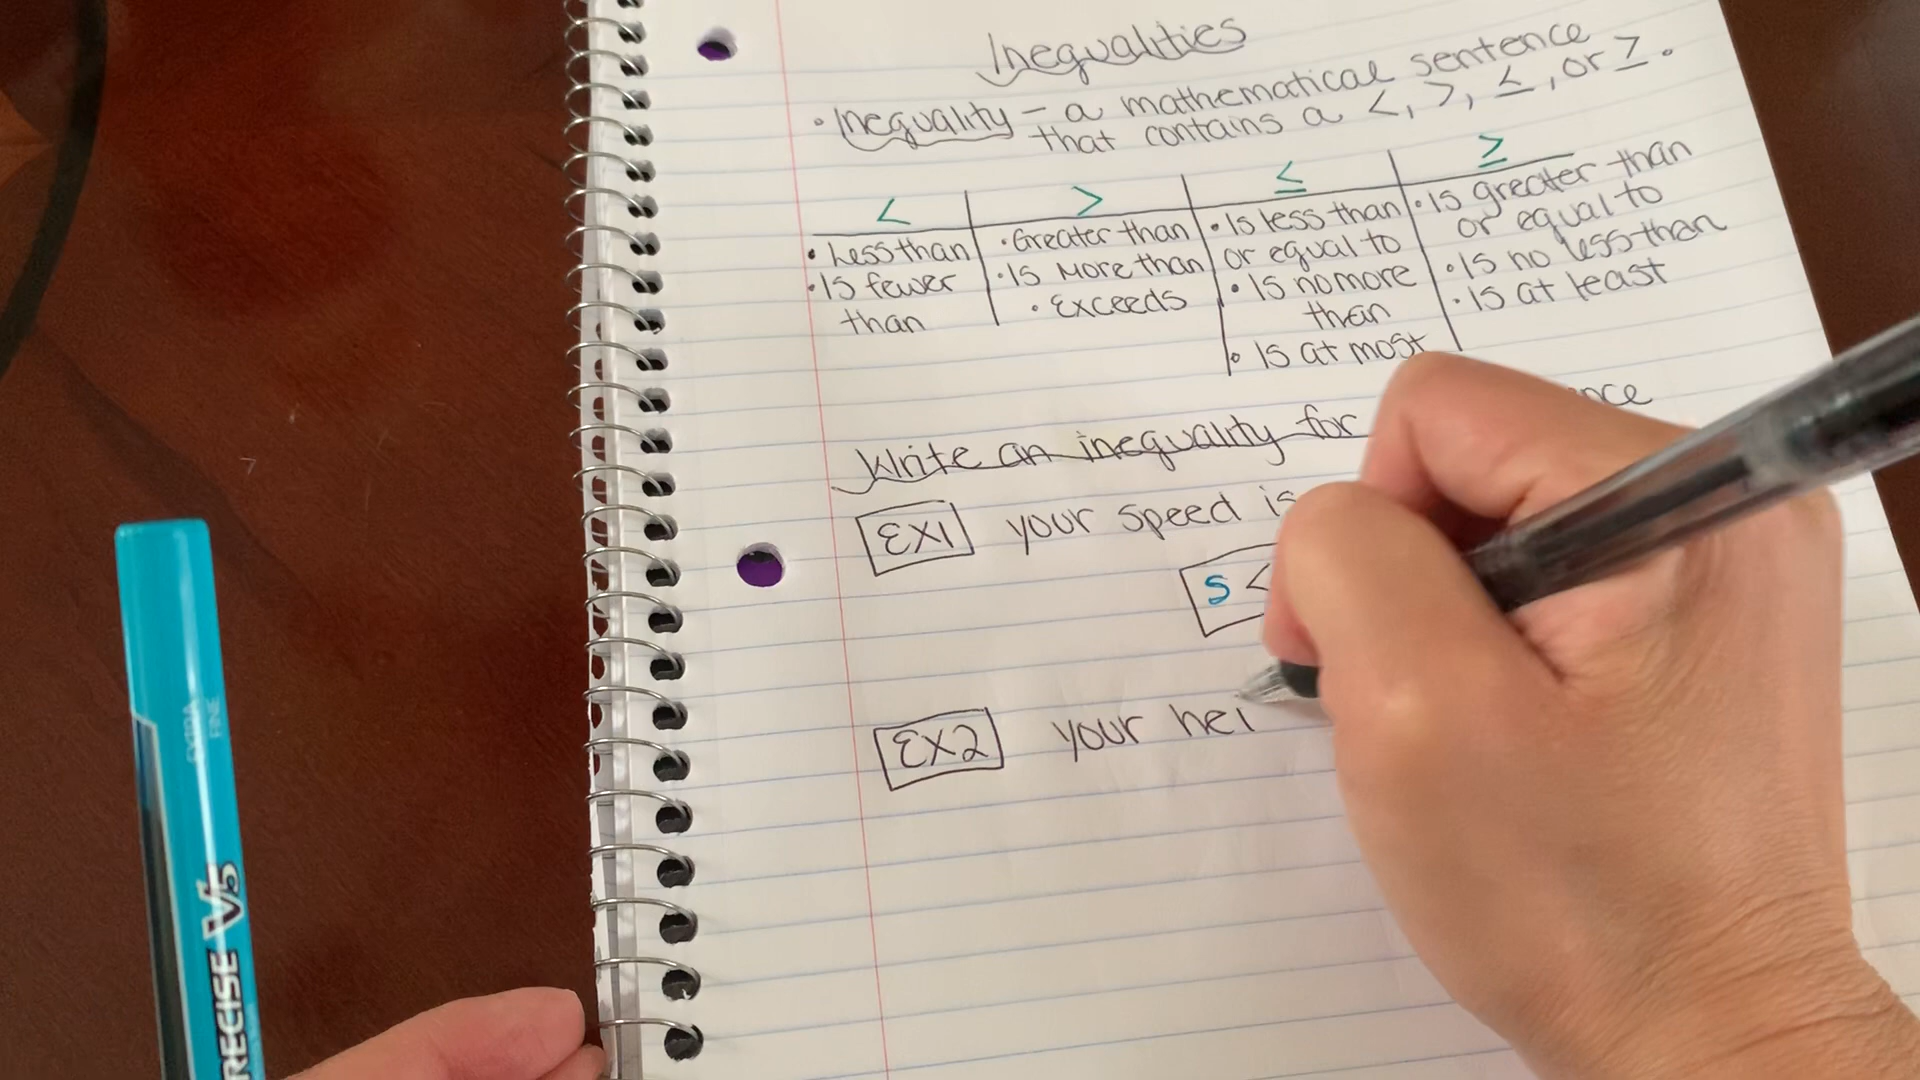 Inequalities
• Inequality - a mathematical sentence
that contains a <, >, ≤, or ≥.
< > ≤ ≥
• Less than
• Is fewer
than
• Greater than
• Is More than
• Exceeds
• Is less than
or equal to
• Is no more
than
• Is at most
• Is greater than
or equal to
• Is no less than
• Is at least
Write an inequality for
EX1 your speed is
s <
EX2 your hei
EXTRA
FINE
RECISE V5